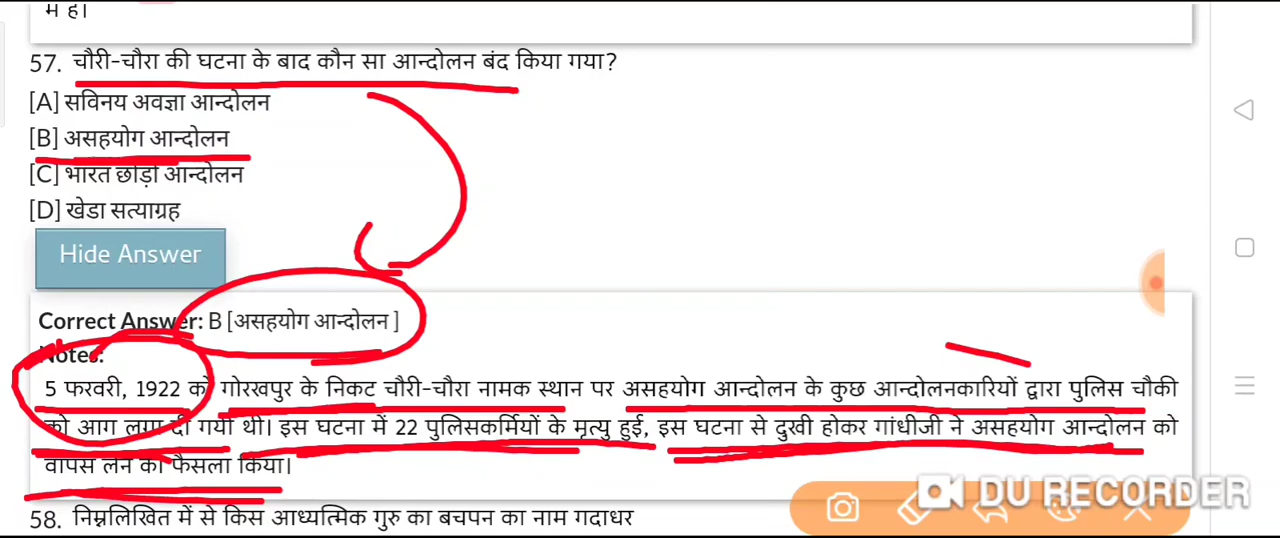 में है।
57. चौरी-चौरा की घटना के बाद कौन सा आन्दोलन बंद किया गया?
[A] सविनय अवज्ञा आन्दोलन
[B] असहयोग आन्दोलन
[C] भारत छोड़ो आन्दोलन
[D] खेडा सत्याग्रह
Hide Answer
Correct Answer: B [असहयोग आन्दोलन ]
Notes:
5 फरवरी, 1922 को गोरखपुर के निकट चौरी-चौरा नामक स्थान पर असहयोग आन्दोलन के कुछ आन्दोलनकारियों द्वारा पुलिस चौकी
को आग लगा दी गयी थी। इस घटना में 22 पुलिसकर्मियों के मृत्यु हुई, इस घटना से दुखी होकर गांधीजी ने असहयोग आन्दोलन को
वापस लेने का फैसला किया।
DU RECORDER
58. निम्नलिखित में से किस आध्यत्मिक गुरु का बचपन का नाम गदाधर